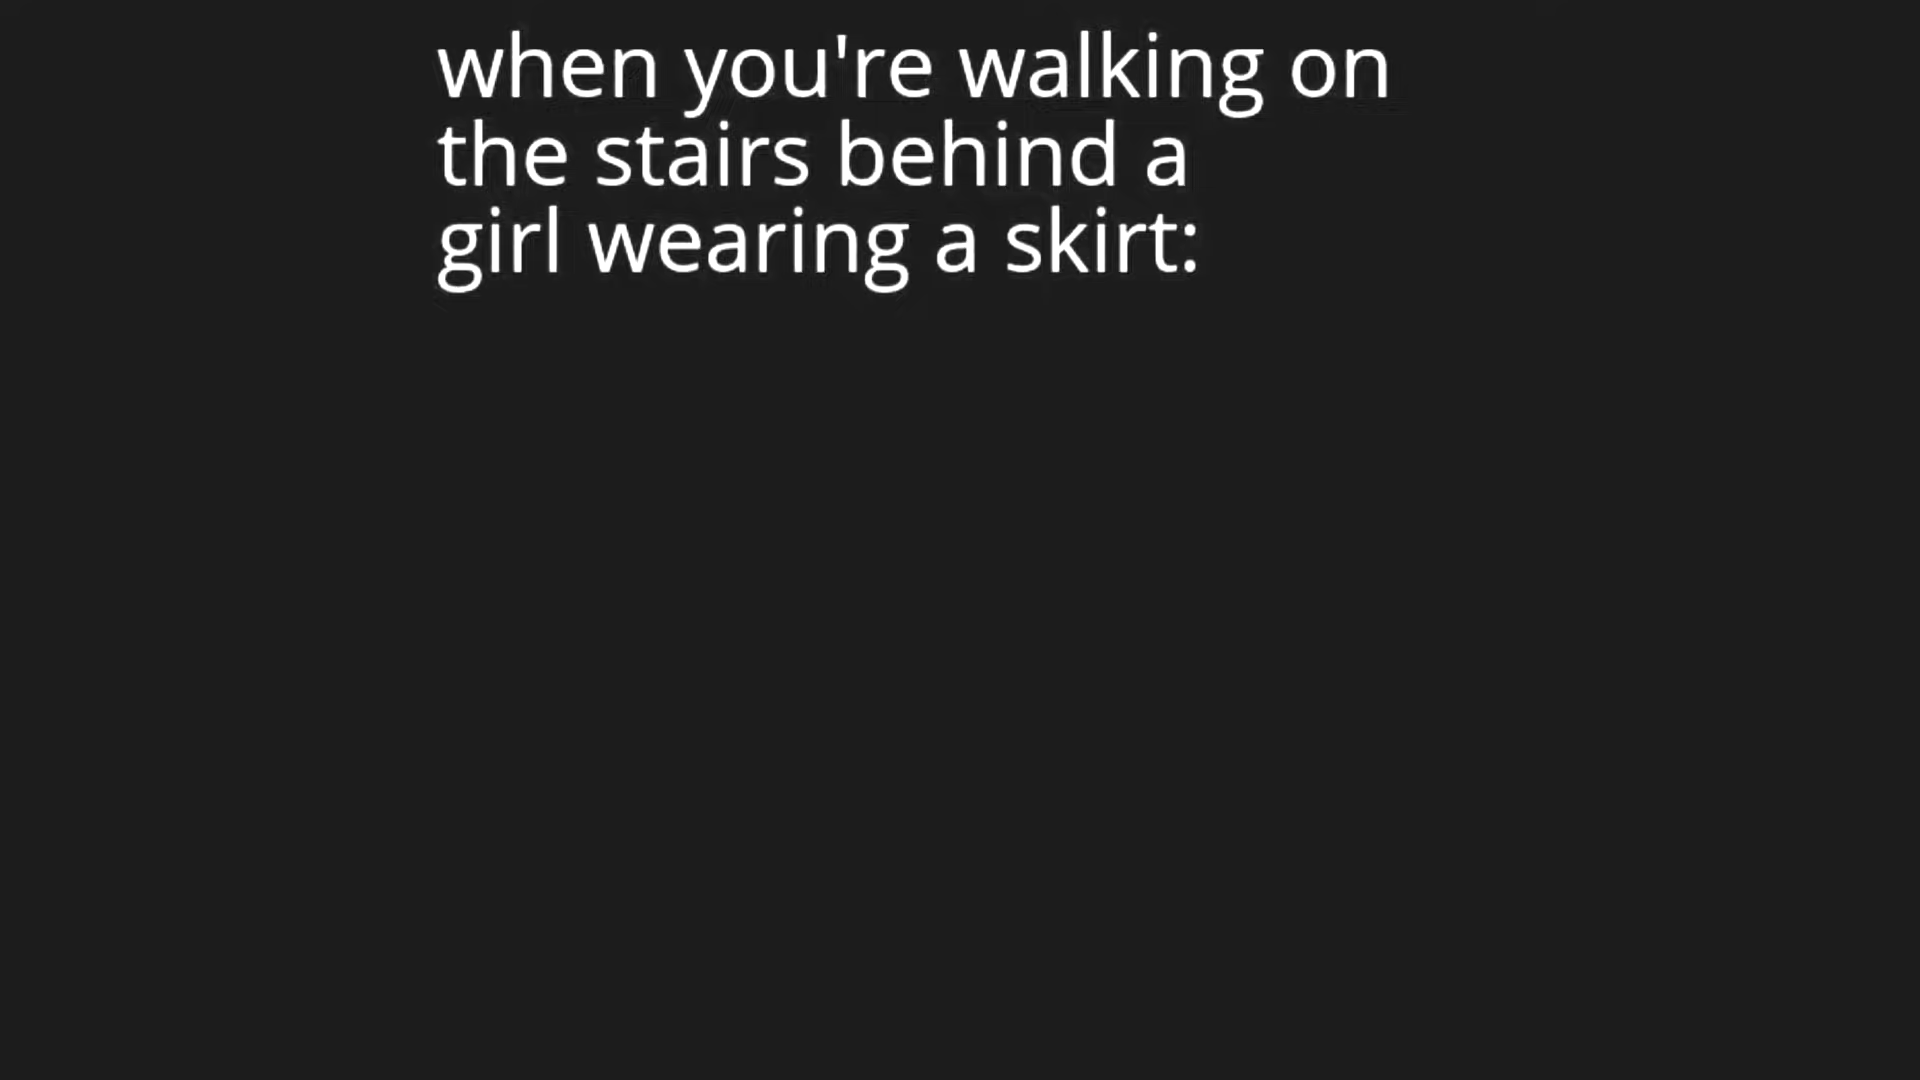 when you're walking on
the stairs behind a
girl wearing a skirt: